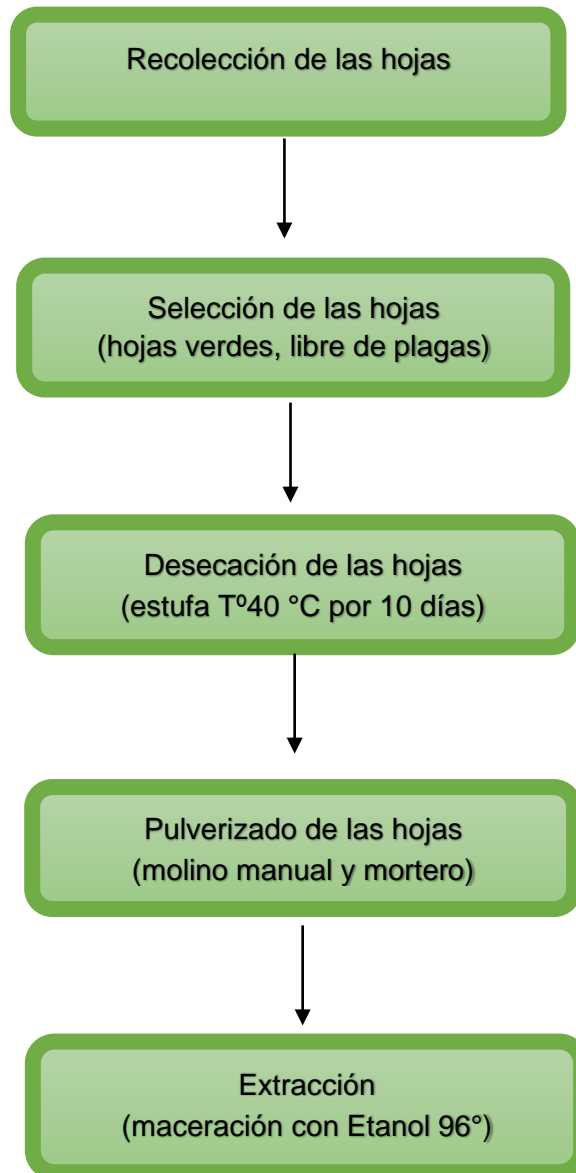 Recolección de las hojas
Selección de las hojas
(hojas verdes, libre de plagas)
Desecación de las hojas
(estufa Tº40 °C por 10 días)
Pulverizado de las hojas
(molino manual y mortero)
Extracción
(maceración con Etanol 96°)